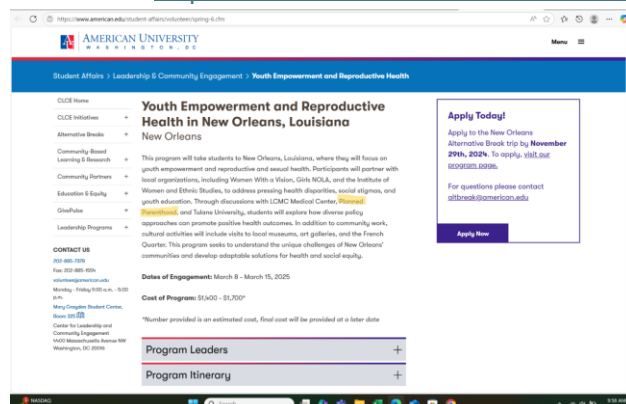 https://www.american.edu/student-affairs/volunteer/spring-6.cfm
AMERICAN UNIVERSITY
WASHINGTON, DC
Menu
Student Affairs > Leadership & Community Engagement > Youth Empowerment and Reproductive Health
CLCE Home
CLCE Initiatives +
Alternative Breaks +
Community-Based
Learning & Research +
Community Partners +
Education & Equity +
GivePulse +
Leadership Programs +
CONTACT US
202-885-7378
Fax: 202-885-1554
volunteer@american.edu
Monday - Friday 9:00 a.m. - 5:00
p.m.
Mary Graydon Student Center,
Room 325
Center for Leadership and
Community Engagement
4400 Massachusetts Avenue NW
Washington, DC 20016
Youth Empowerment and Reproductive
Health in New Orleans, Louisiana
New Orleans
This program will take students to New Orleans, Louisiana, where they will focus on
youth empowerment and reproductive and sexual health. Participants will partner with
local organizations, including Women With a Vision, Girls NOLA, and the Institute of
Women and Ethnic Studies, to address pressing health disparities, social stigmas, and
youth education. Through discussions with LCMC Medical Center, Planned
Parenthood, and Tulane University, students will explore how diverse policy
approaches can promote positive health outcomes. In addition to community work,
cultural activities will include visits to local museums, art galleries, and the French
Quarter. This program seeks to understand the unique challenges of New Orleans'
communities and develop adaptable solutions for health and social equity.
Dates of Engagement: March 8 – March 15, 2025
Cost of Program: $1,400 - $1,700*
*Number provided is an estimated cost, final cost will be provided at a later date
Program Leaders +
Program Itinerary +
Apply Today!
Apply to the New Orleans
Alternative Break trip by November
29th, 2024. To apply, visit our
program page.
For questions please contact
altbreak@american.edu
Apply Now
NASDAQ
Search
9:58 AM